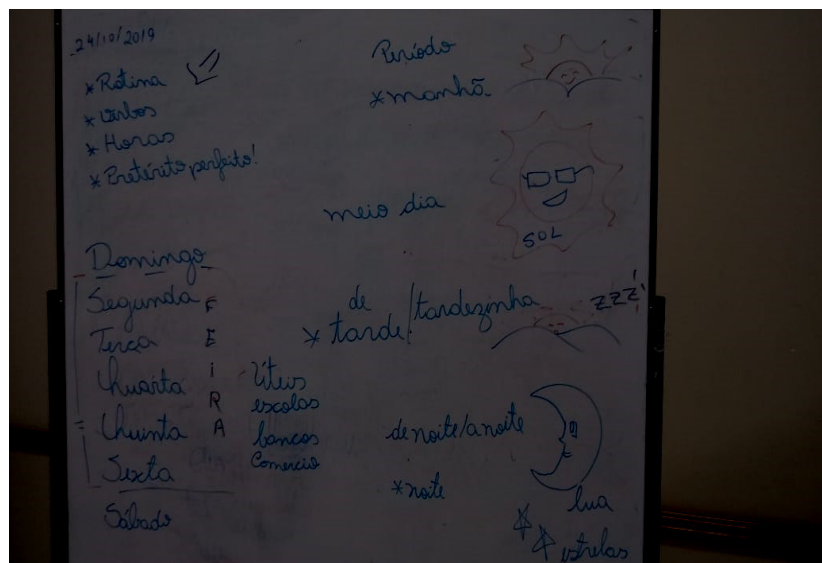 24/10/2019
* Rotina
* Verbos
* Horas
* Pretérito perfeito!
Domingo
Segunda
Terça
Quarta
Quinta
Sexta
Sábado
FEIRA
Úteis
escolas
bancos
Comércio
Período
* manhã
meio dia
SOL
de
* tarde/tardezinha
zzz!
de noite/a noite
* noite
lua
estrelas